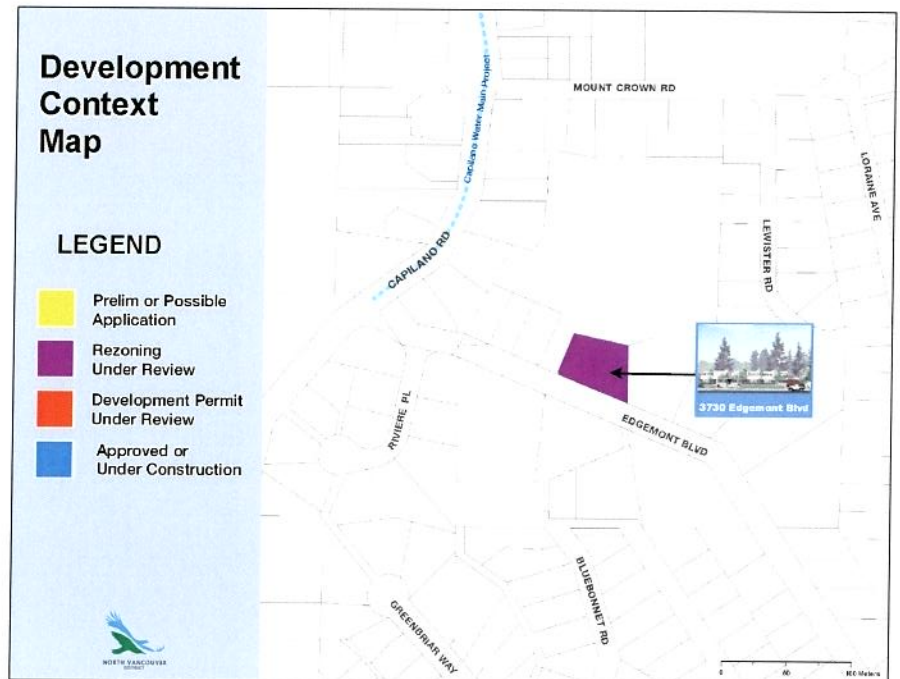 Development
Context
Map
LEGEND
Prelim or Possible
Application
Rezoning
Under Review
Development Permit
Under Review
Approved or
Under Construction
NORTH VANCOUVER
DISTRICT
Capilano Water Main Project
MOUNT CROWN RD
LORAINE AVE
LEWISTER RD
CAPILANO RD
3730 Edgemont Blvd
EDGEMONT BLVD
RIVIERE PL
BLUEBONNET RD
GREENBRIAR WAY
0
Meters